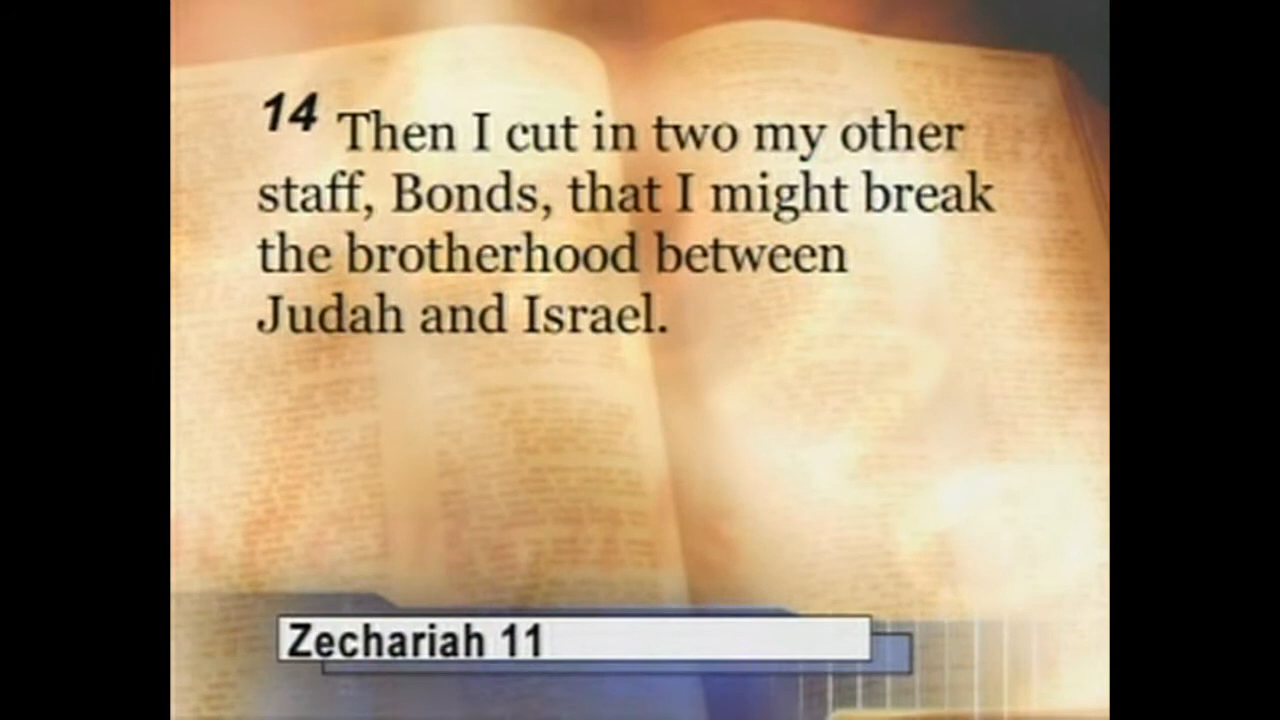 14 Then I cut in two my other
staff, Bonds, that I might break
the brotherhood between
Judah and Israel.
Zechariah 11